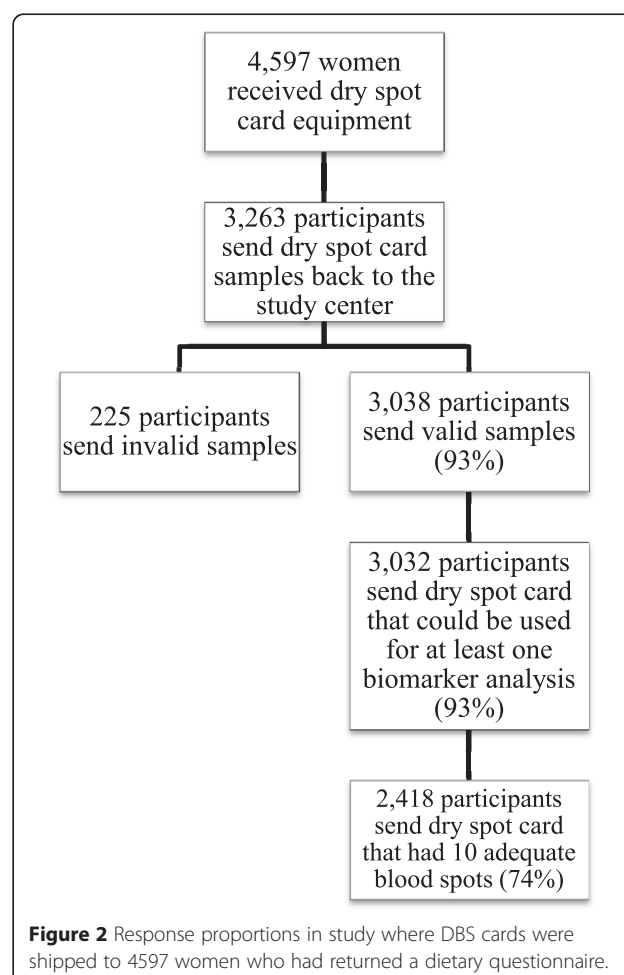 4,597 women
received dry spot
card equipment
3,263 participants
send dry spot card
samples back to the
study center
225 participants
send invalid samples
3,038 participants
send valid samples
(93%)
3,032 participants
send dry spot card
that could be used
for at least one
biomarker analysis
(93%)
2,418 participants
send dry spot card
that had 10 adequate
blood spots (74%)
Figure 2 Response proportions in study where DBS cards were
shipped to 4597 women who had returned a dietary questionnaire.